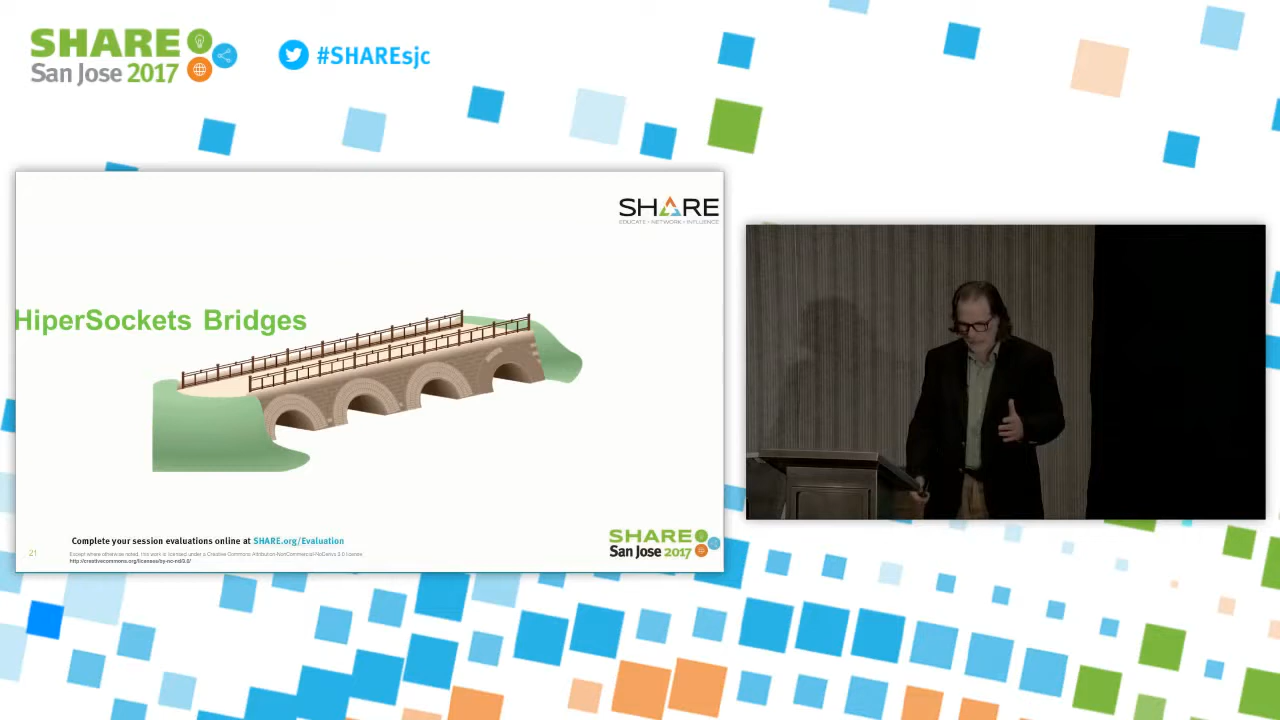 SHARE
San Jose 2017
#SHAREsjc
SHARE
EDUCATE • NETWORK • INFLUENCE
HiperSockets Bridges
Complete your session evaluations online at SHARE.org/Evaluation
21
Except where otherwise noted, this work is licensed under a Creative Commons Attribution-NonCommercial-NoDerivs 3.0 license.
http://creativecommons.org/licenses/by-nc-nd/3.0/
SHARE
San Jose 2017